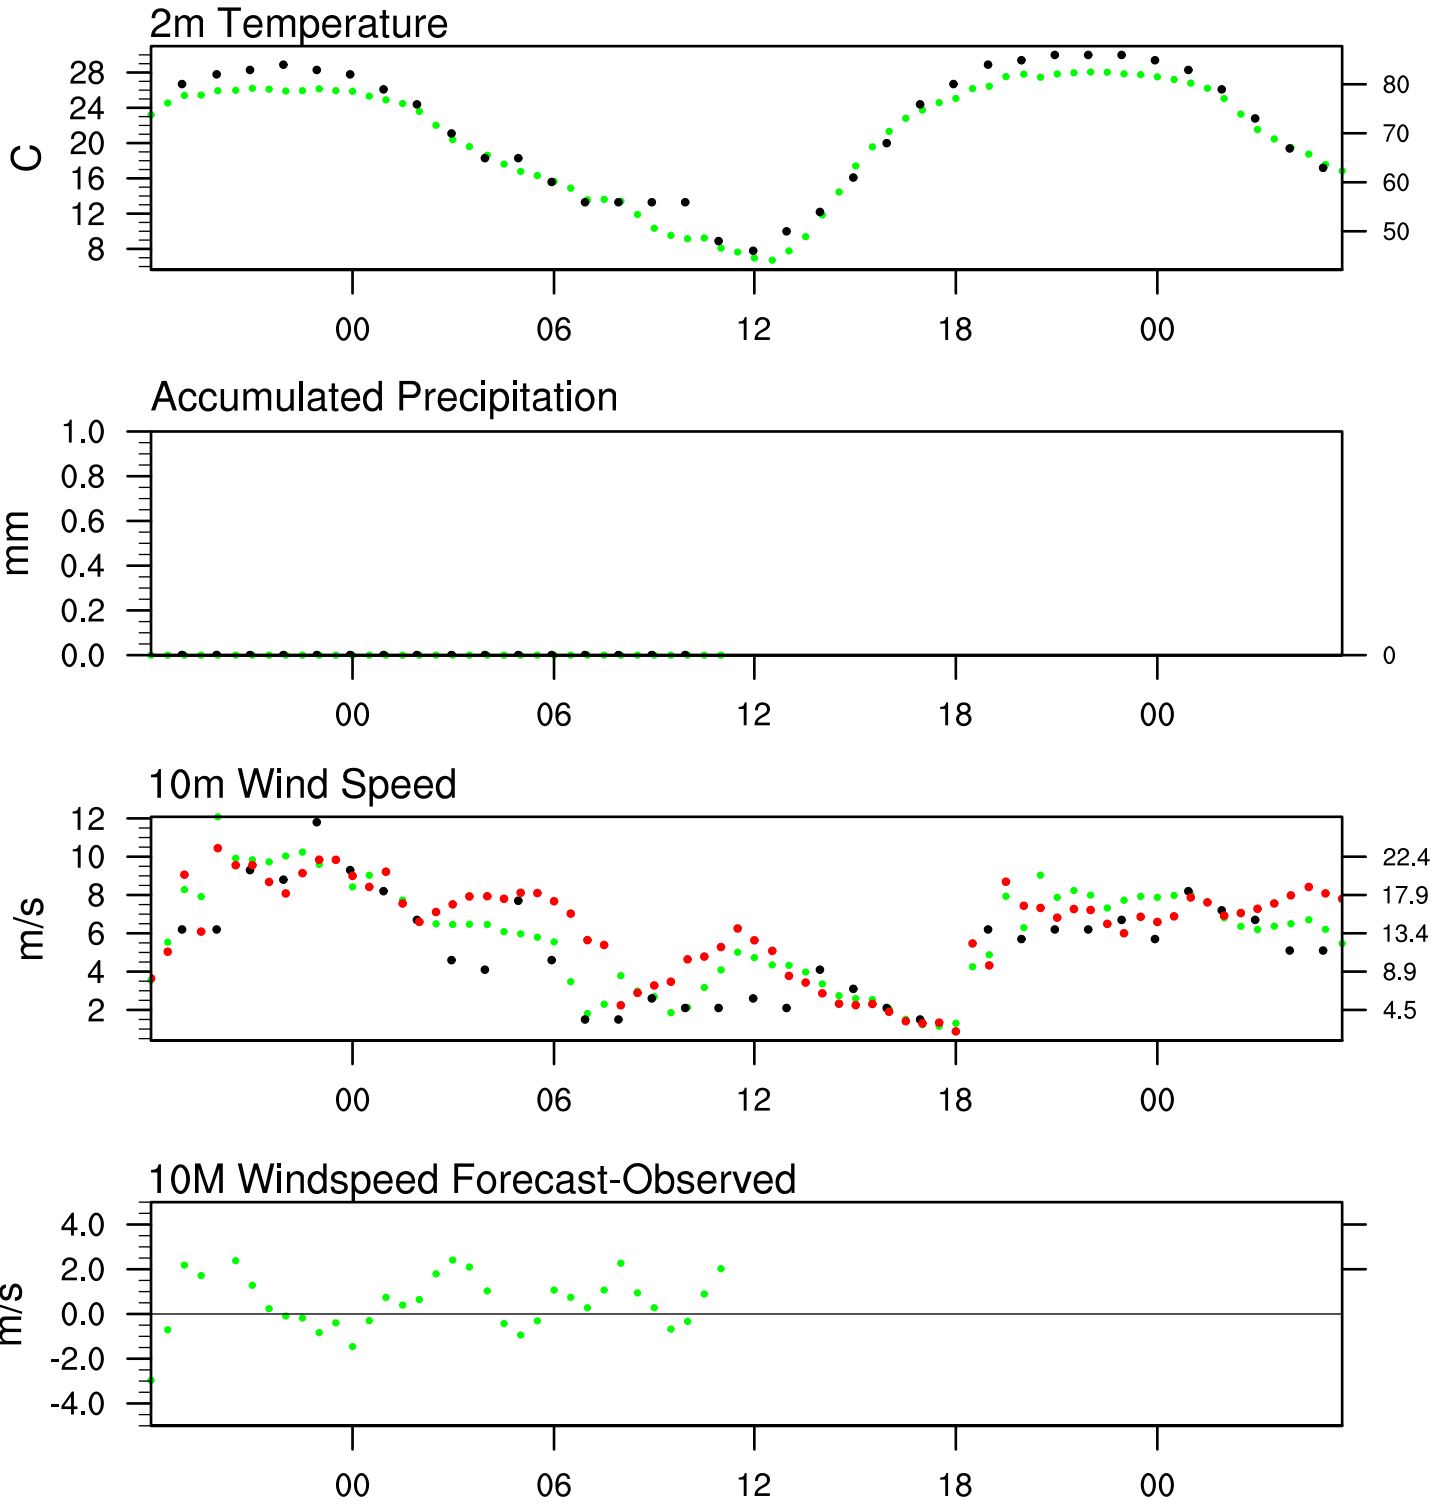 2m Temperature
28
24
20
16
12
8
C
80
70
60
50
00 06 12 18 00
Accumulated Precipitation
1.0
0.8
0.6
0.4
0.2
0.0
mm
0
00 06 12 18 00
10m Wind Speed
12
10
8
6
4
2
m/s
22.4
17.9
13.4
8.9
4.5
00 06 12 18 00
10M Windspeed Forecast-Observed
4.0
2.0
0.0
-2.0
-4.0
m/s
00 06 12 18 00